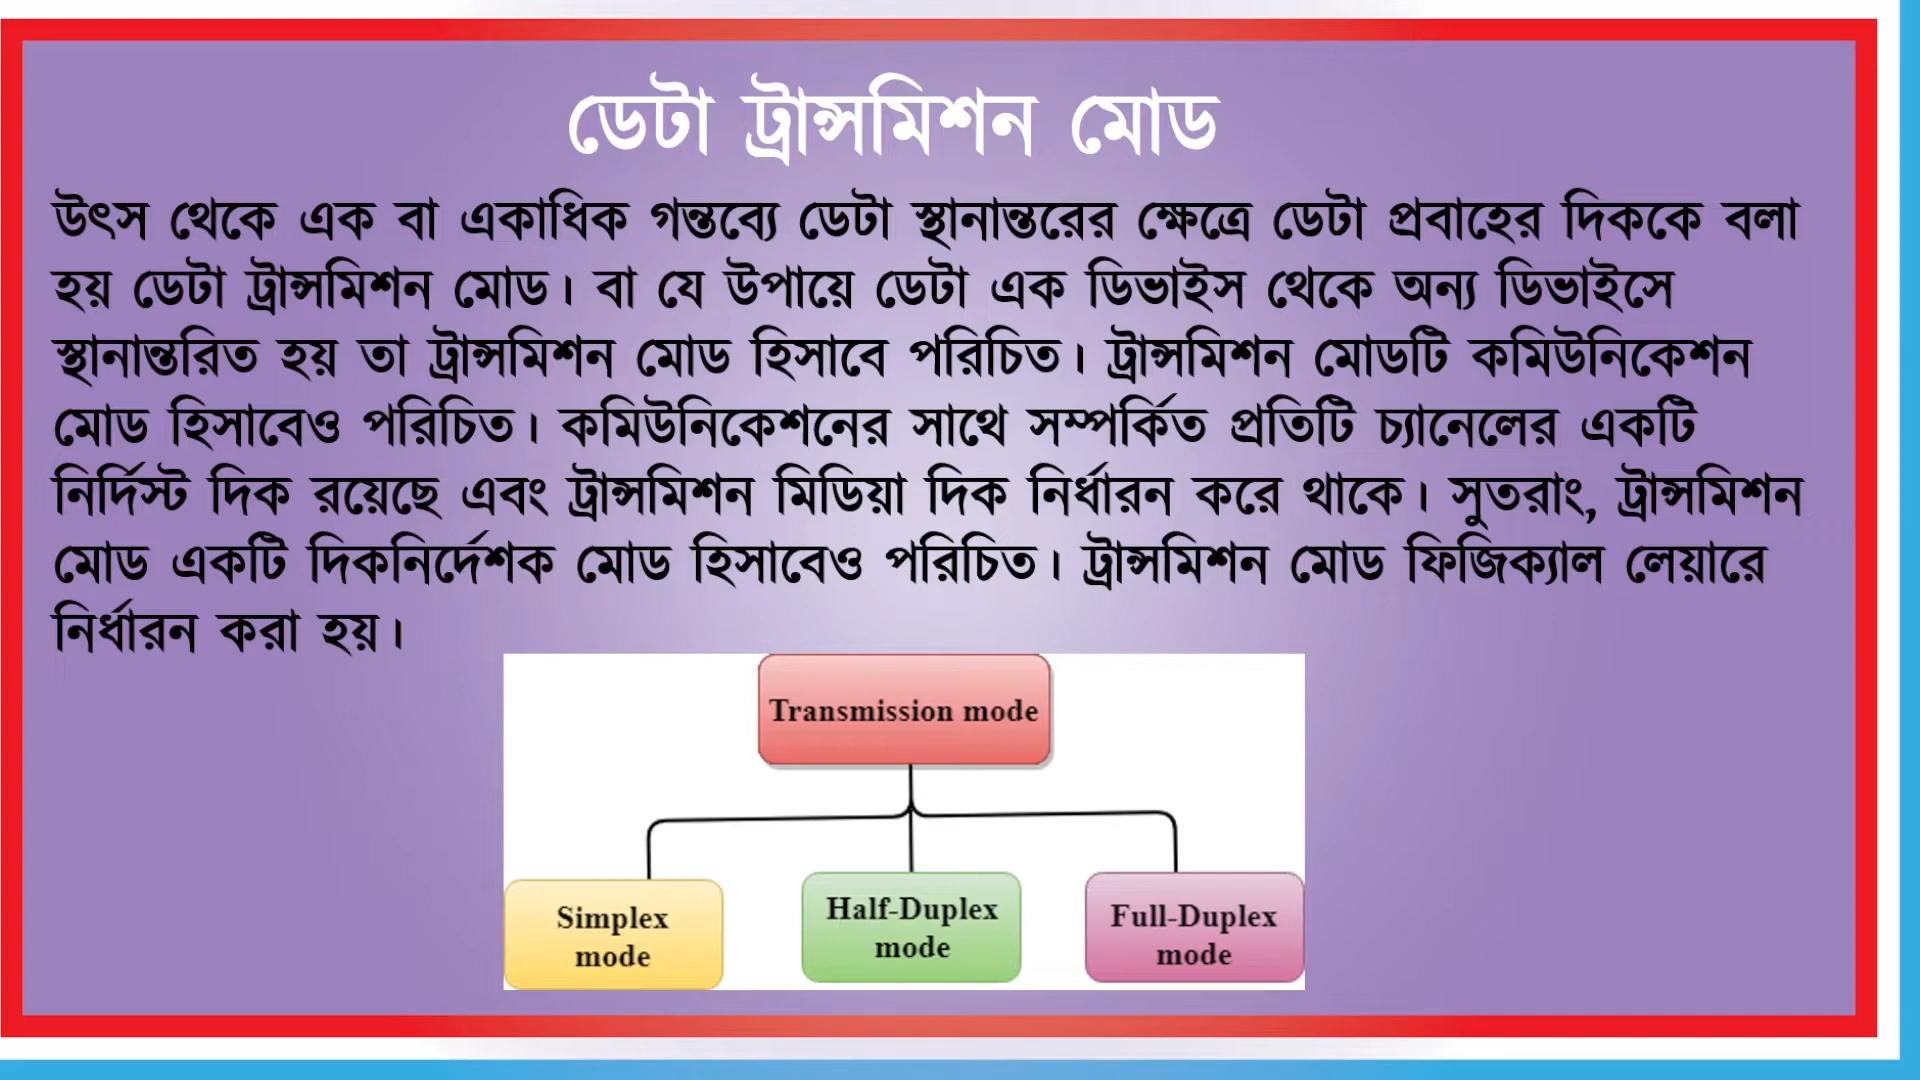 ডেটা ট্রান্সমিশন মোড
উৎস থেকে এক বা একাধিক গন্তব্যে ডেটা স্থানান্তরের ক্ষেত্রে ডেটা প্রবাহের দিককে বলা
হয় ডেটা ট্রান্সমিশন মোড। বা যে উপায়ে ডেটা এক ডিভাইস থেকে অন্য ডিভাইসে
স্থানান্তরিত হয় তা ট্রান্সমিশন মোড হিসাবে পরিচিত। ট্রান্সমিশন মোডটি কমিউনিকেশন
মোড হিসাবেও পরিচিত। কমিউনিকেশনের সাথে সম্পর্কিত প্রতিটি চ্যানেলের একটি
নির্দিস্ট দিক রয়েছে এবং ট্রান্সমিশন মিডিয়া দিক নির্ধারন করে থাকে। সুতরাং, ট্রান্সমিশন
মোড একটি দিকনির্দেশক মোড হিসাবেও পরিচিত। ট্রান্সমিশন মোড ফিজিক্যাল লেয়ারে
নির্ধারন করা হয়।
Transmission mode
Simplex
mode
Half-Duplex
mode
Full-Duplex
mode